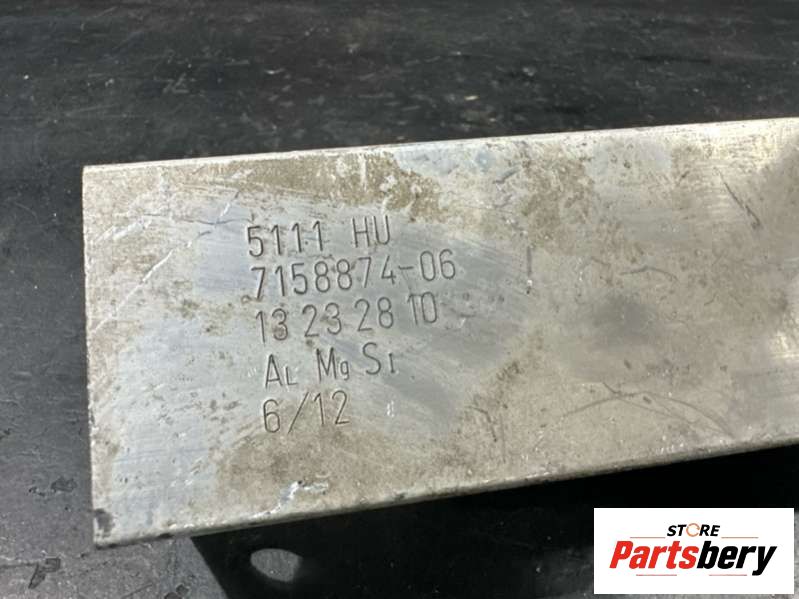 5111 HU
7158874-06
13 23 28 10
AL Mg Si
6/12
STORE
Partsbery